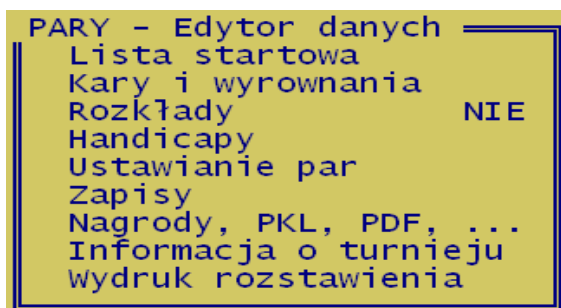 PARY - Edytor danych
Lista startowa
Kary i wyrownania
Rozkłady NIE
Handicapy
Ustawianie par
Zapisy
Nagrody, PKL, PDF, ...
Informacja o turnieju
Wydruk rozstawienia